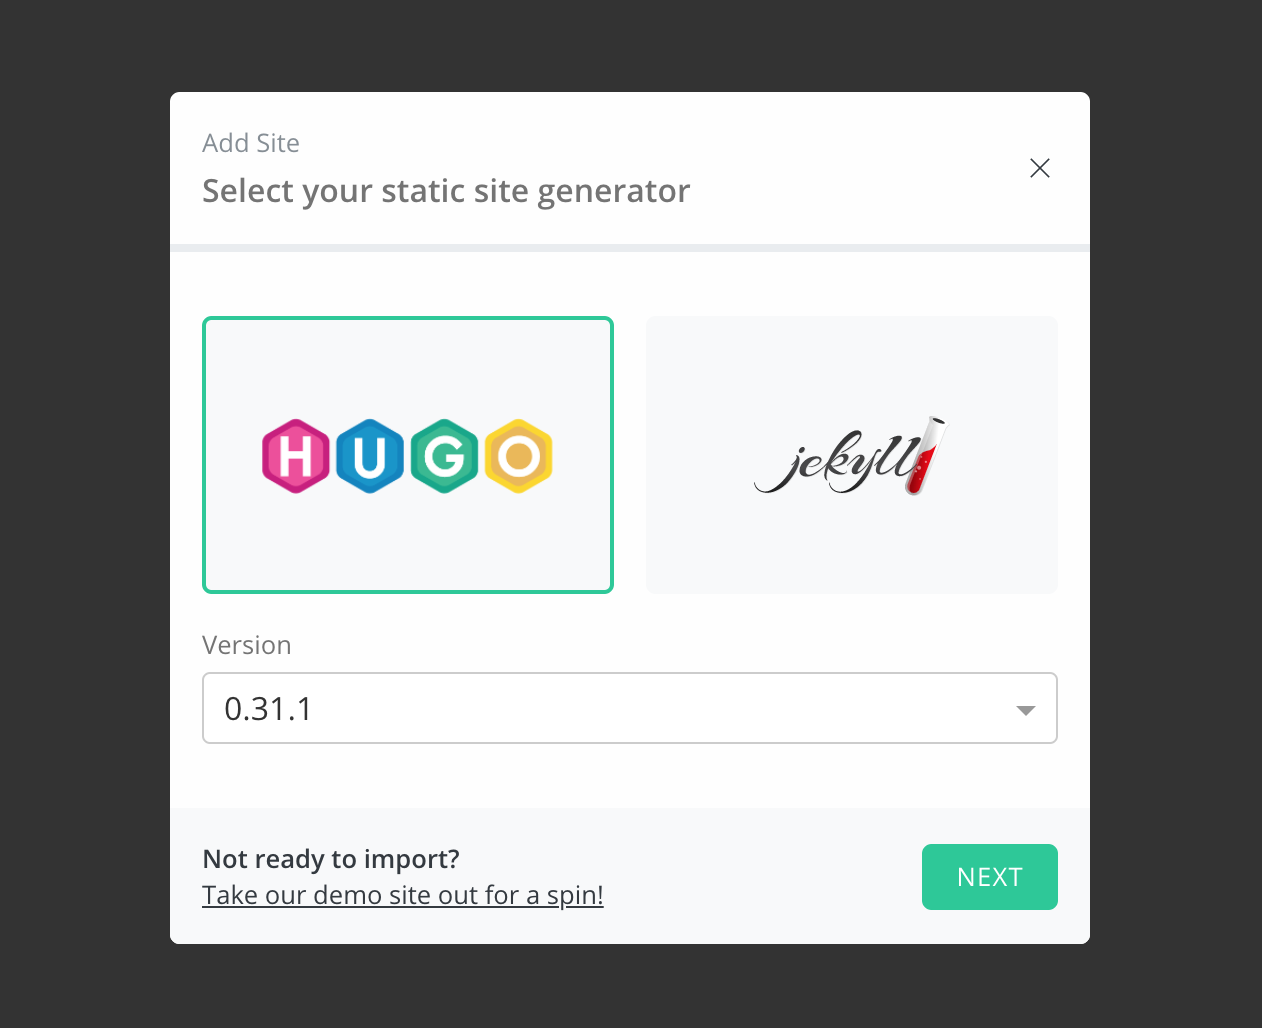 Add Site
Select your static site generator
HUGO
jekyll
Version
0.31.1
Not ready to import?
Take our demo site out for a spin!
NEXT